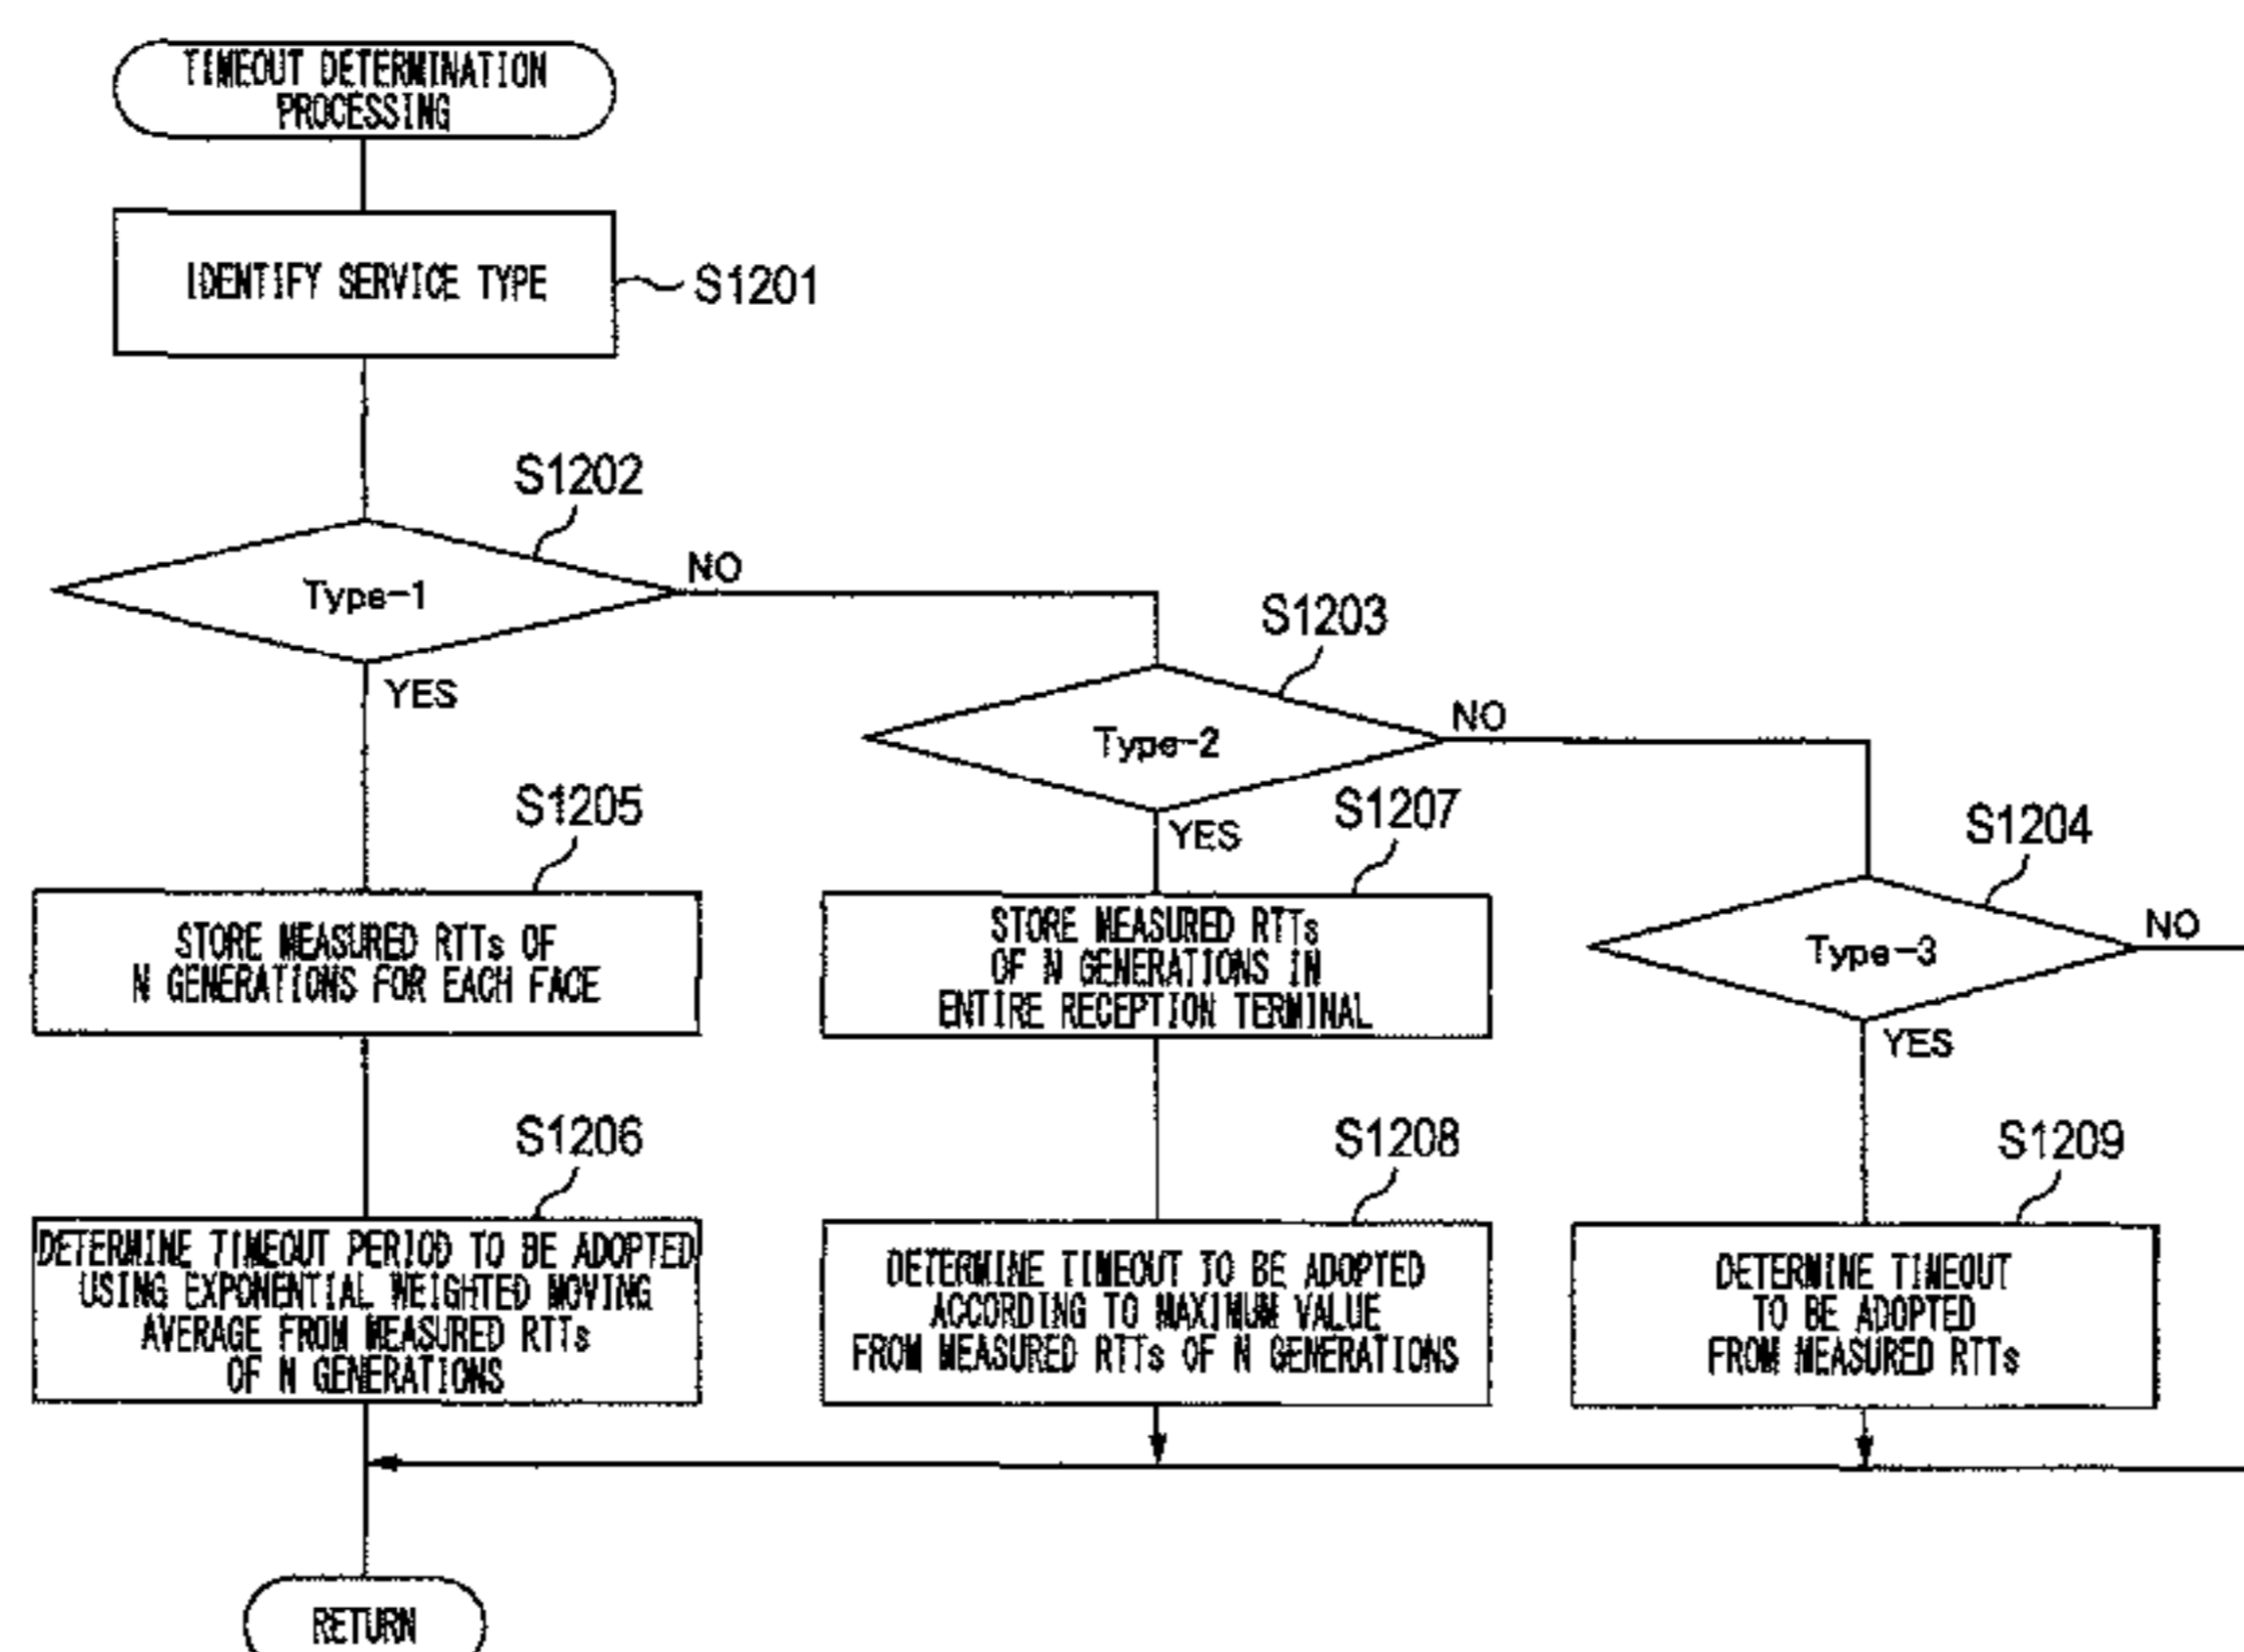 TIMEOUT DETERMINATION
PROCESSING
IDENTIFY SERVICE TYPE
S1201
S1202
Type-1
NO
YES
S1203
Type-2
NO
YES
S1204
Type-3
NO
YES
S1205
STORE MEASURED RTTs OF
N GENERATIONS FOR EACH FACE
S1207
STORE MEASURED RTTs
OF N GENERATIONS IN
ENTIRE RECEPTION TERMINAL
S1206
DETERMINE TIMEOUT PERIOD TO BE ADOPTED
USING EXPONENTIAL WEIGHTED MOVING
AVERAGE FROM MEASURED RTTs
OF N GENERATIONS
S1208
DETERMINE TIMEOUT TO BE ADOPTED
ACCORDING TO MAXIMUM VALUE
FROM MEASURED RTTs OF N GENERATIONS
S1209
DETERMINE TIMEOUT
TO BE ADOPTED
FROM MEASURED RTTs
RETURN